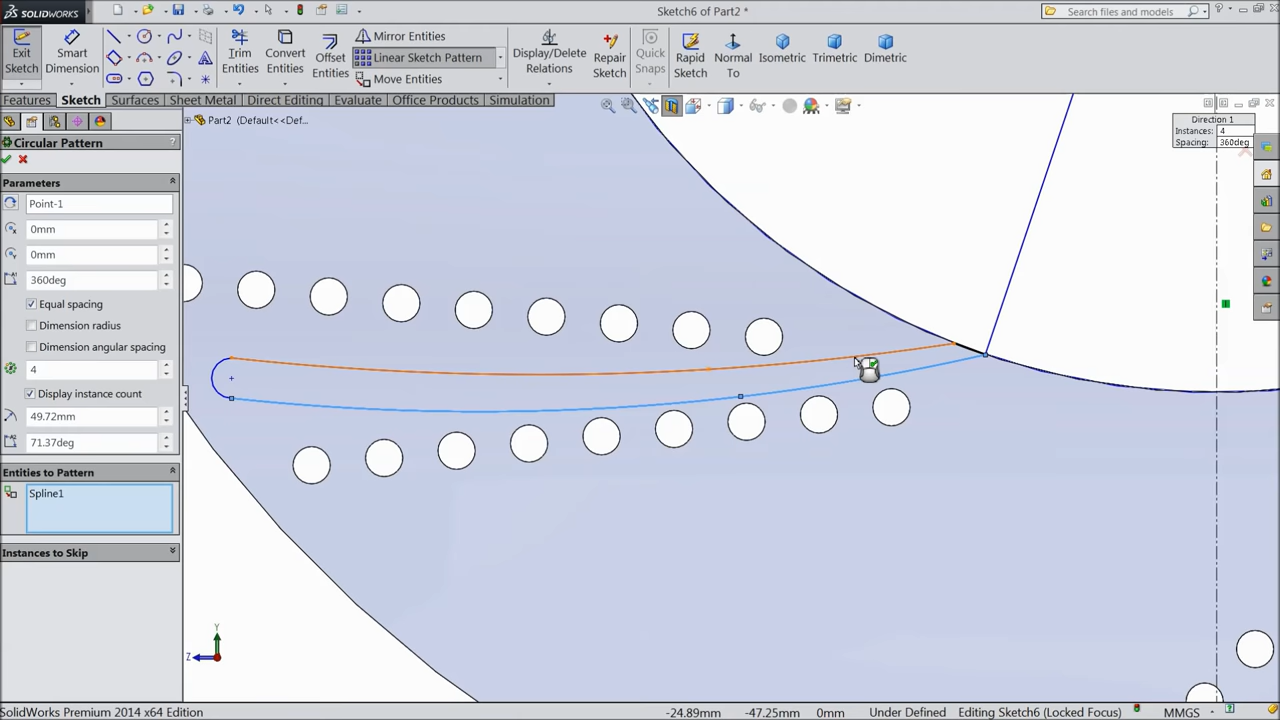 SOLIDWORKS
Sketch6 of Part2 *
Search files and models
Exit Sketch
Smart Dimension
Trim Entities
Convert Entities
Offset Entities
Mirror Entities
Linear Sketch Pattern
Move Entities
Display/Delete Relations
Repair Sketch
Quick Snaps
Rapid Sketch
Normal To
Isometric
Trimetric
Dimetric
Features Sketch Surfaces Sheet Metal Direct Editing Evaluate Office Products Simulation
Part2 (Default<<Def...
Circular Pattern
?
Parameters
Point-1
0mm
0mm
360deg
Equal spacing
Dimension radius
Dimension angular spacing
4
Display instance count
49.72mm
71.37deg
Entities to Pattern
Spline1
Instances to Skip
Direction 1
Instances: 4
Spacing: 360deg
Y
Z
SolidWorks Premium 2014 x64 Edition
-24.89mm -47.25mm 0mm Under Defined Editing Sketch6 (Locked Focus) MMGS